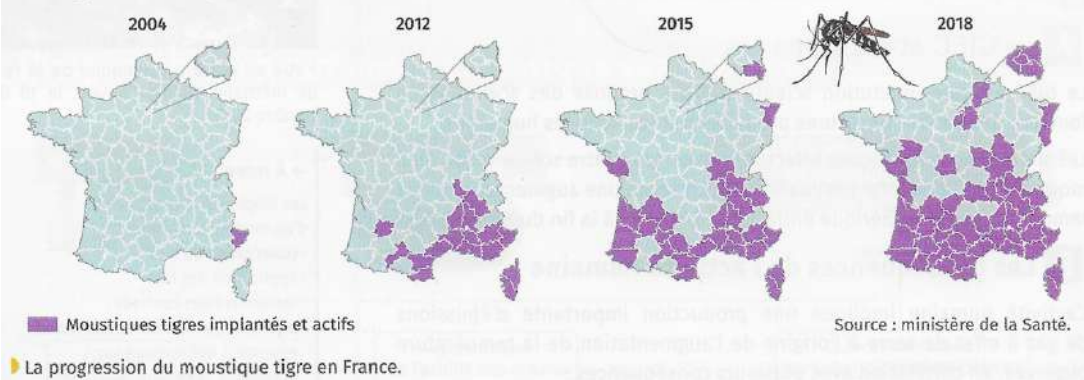 2004
2012
2015
2018
Moustiques tigres implantés et actifs
Source : ministère de la Santé.
La progression du moustique tigre en France.